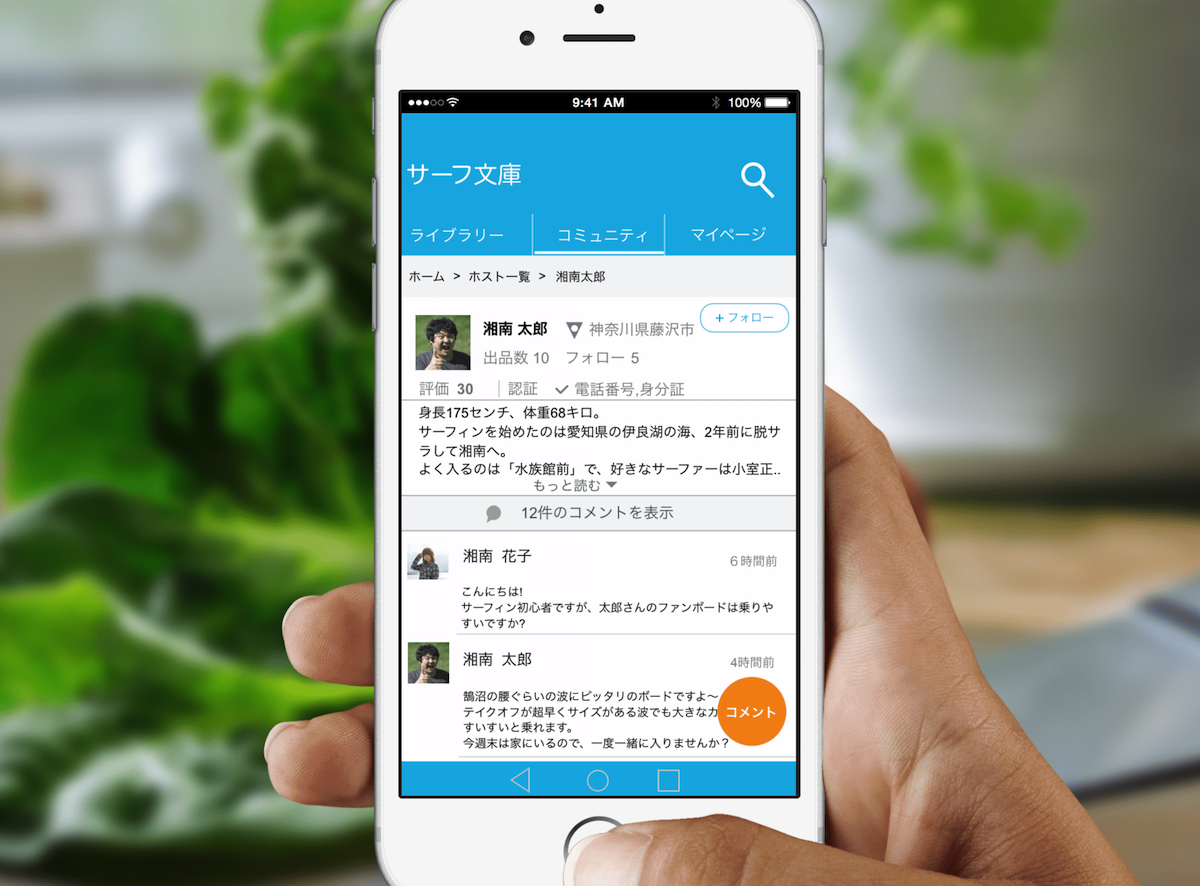 9:41 AM 100%
サーフ文庫
ライブラリー コミュニティ マイページ
ホーム > ホスト一覧 > 湘南太郎
湘南 太郎 神奈川県藤沢市 +フォロー
出品数 10 フォロー 5
評価 30 認証 電話番号,身分証
身長175センチ、体重68キロ。
サーフィンを始めたのは愛知県の伊良湖の海、2年前に脱サ
ラして湘南へ。
よく入るのは「水族館前」で、好きなサーファーは小室正..
もっと読む
12件のコメントを表示
湘南 花子 6時間前
こんにちは!
サーフィン初心者ですが、太郎さんのファンボードは乗りや
すいですか?
湘南 太郎 4時間前
鵠沼の腰ぐらいの波にピッタリのボードですよ〜
テイクオフが超早くサイズがある波でも大きなカ
すいすいと乗れます。
今週末は家にいるので、一度一緒に入りませんか?
コメント